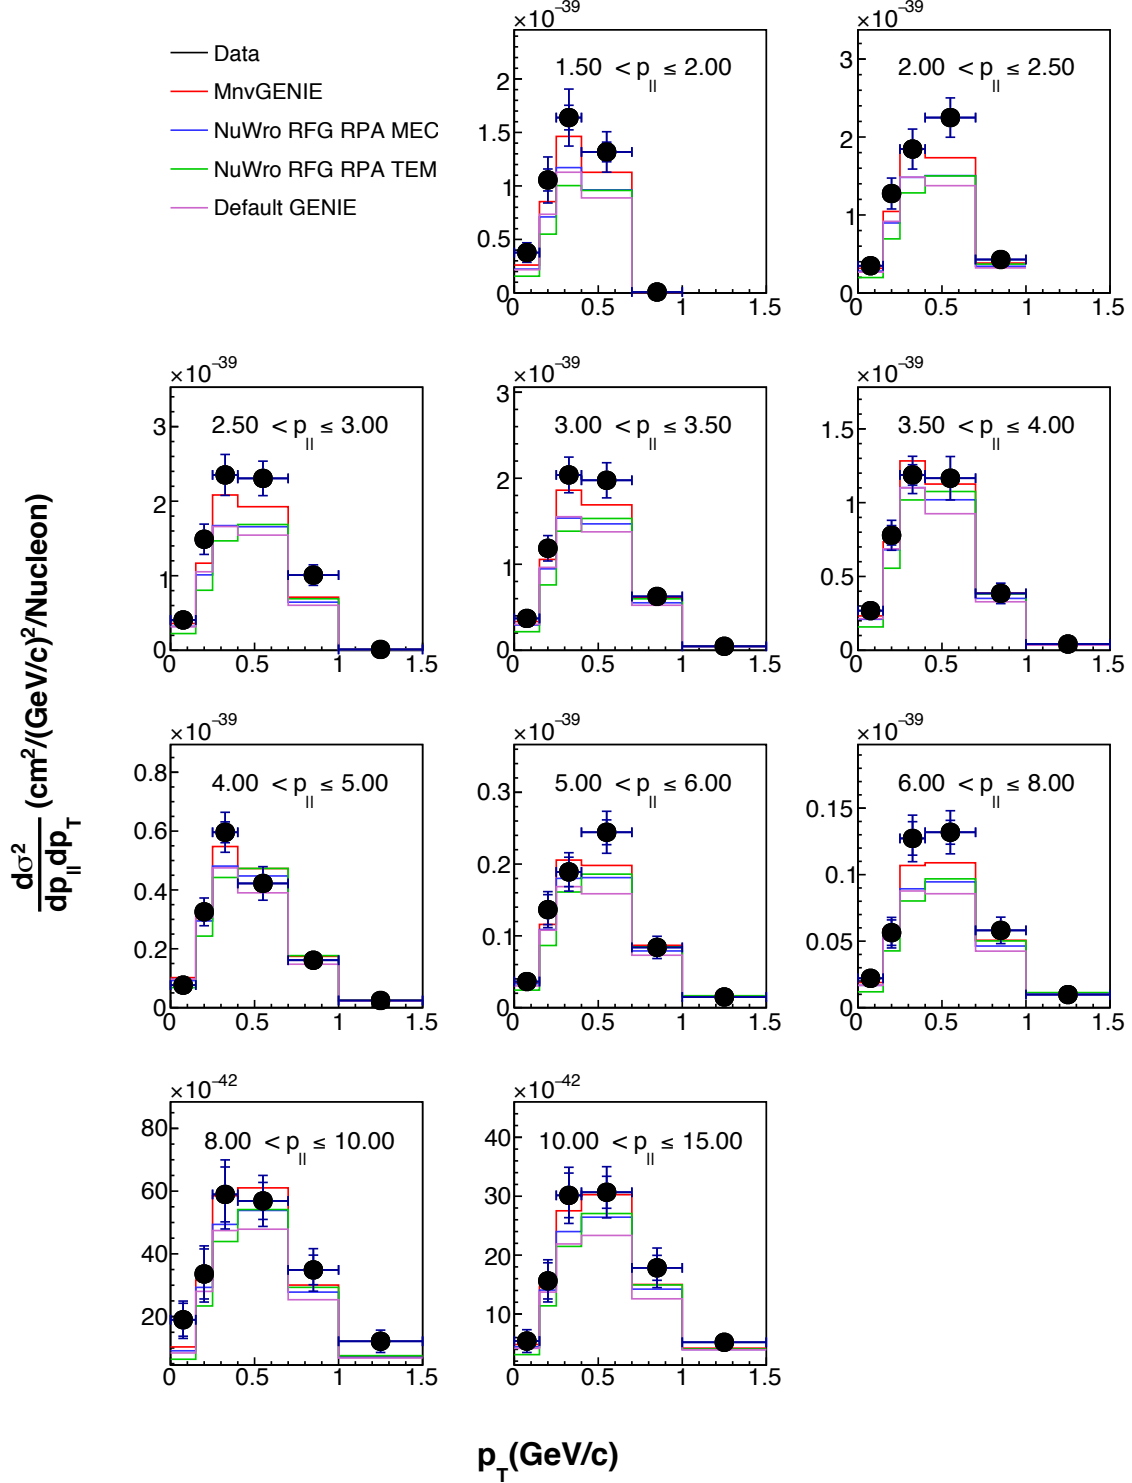 Data
MnvGENIE
NuWro RFG RPA MEC
NuWro RFG RPA TEM
Default GENIE
×10⁻³⁹
1.50 < p_|| ≤ 2.00
2
1.5
1
0.5
0
0 0.5 1 1.5
×10⁻³⁹
2.00 < p_|| ≤ 2.50
3
2
1
0
0 0.5 1 1.5
×10⁻³⁹
2.50 < p_|| ≤ 3.00
3
2
1
0
0 0.5 1 1.5
×10⁻³⁹
3.00 < p_|| ≤ 3.50
3
2
1
0
0 0.5 1 1.5
×10⁻³⁹
3.50 < p_|| ≤ 4.00
1.5
1
0.5
0
0 0.5 1 1.5
×10⁻³⁹
4.00 < p_|| ≤ 5.00
0.8
0.6
0.4
0.2
0
0 0.5 1 1.5
×10⁻³⁹
5.00 < p_|| ≤ 6.00
0.3
0.2
0.1
0
0 0.5 1 1.5
×10⁻³⁹
6.00 < p_|| ≤ 8.00
0.15
0.1
0.05
0
0 0.5 1 1.5
×10⁻⁴²
8.00 < p_|| ≤ 10.00
80
60
40
20
0 0.5 1 1.5
×10⁻⁴²
10.00 < p_|| ≤ 15.00
40
30
20
10
0 0.5 1 1.5
dσ²/dp_||dp_T (cm²/(GeV/c)²/Nucleon)
p_T(GeV/c)